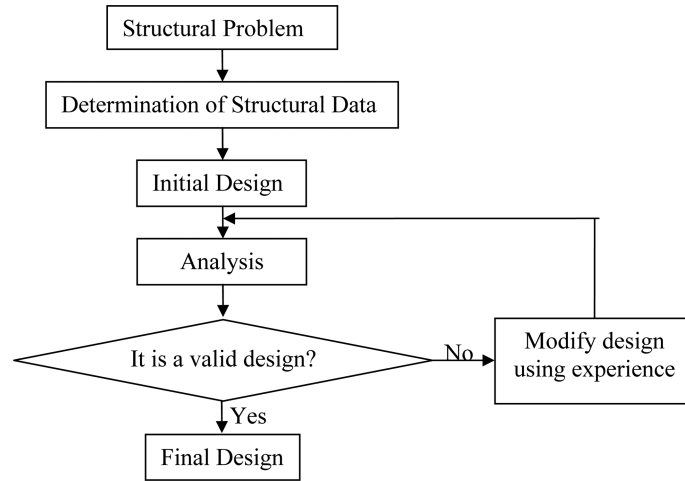 Structural Problem
Determination of Structural Data
Initial Design
Analysis
It is a valid design?
No
Modify design
using experience
Yes
Final Design